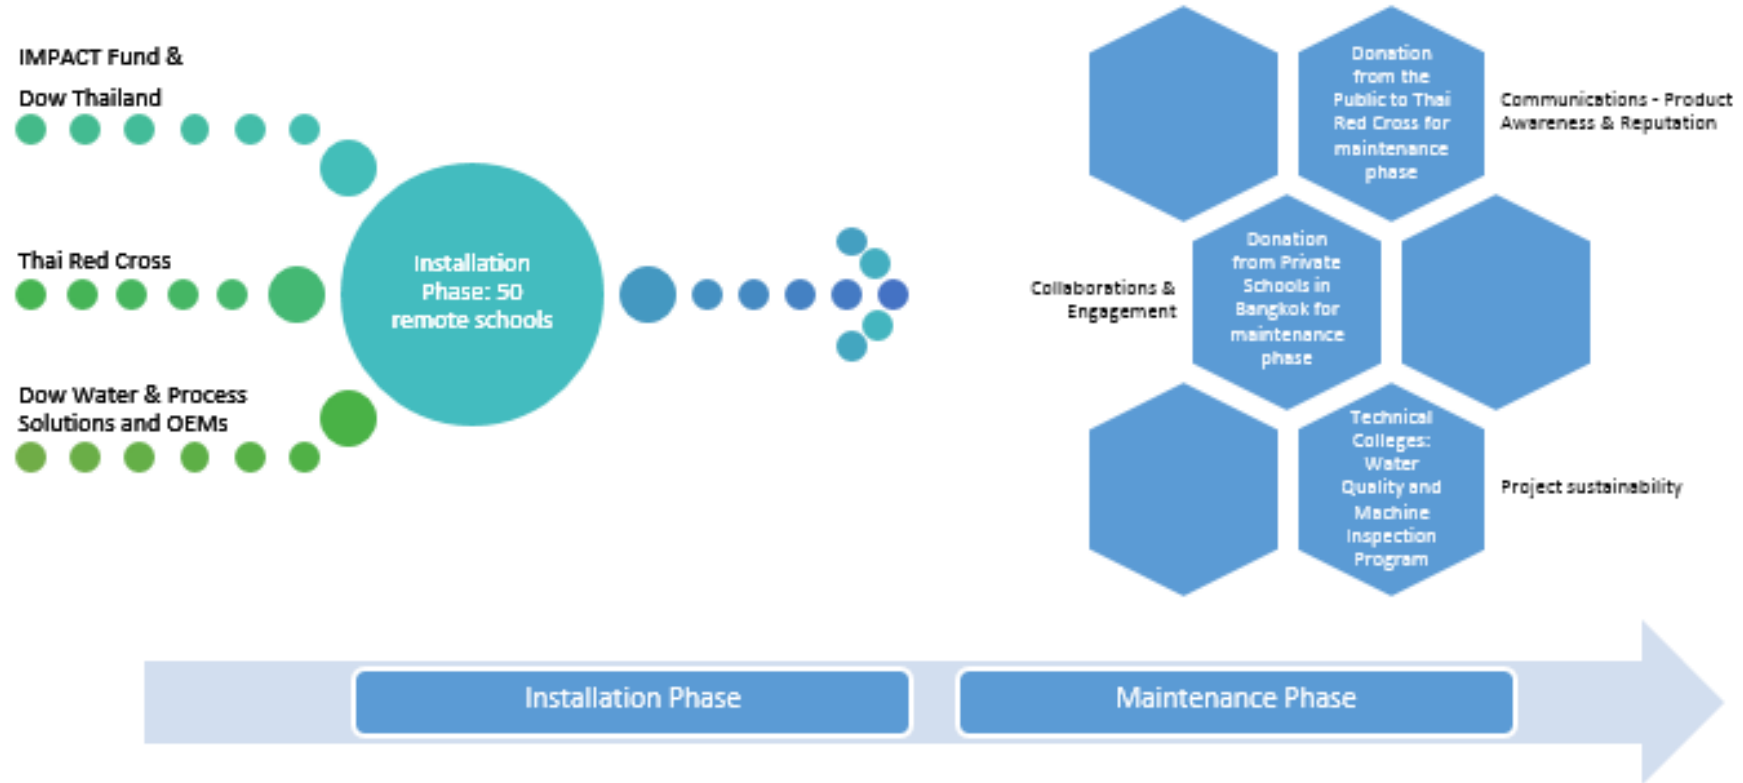 IMPACT Fund &
Dow Thailand
Thai Red Cross
Dow Water & Process
Solutions and OEMs
Installation
Phase: 50
remote schools
Donation
from the
Public to Thai
Red Cross for
maintenance
phase
Communications - Product
Awareness & Reputation
Collaborations &
Engagement
Donation
from Private
Schools in
Bangkok for
maintenance
phase
Technical
Colleges:
Water
Quality and
Machine
Inspection
Program
Project sustainability
Installation Phase
Maintenance Phase